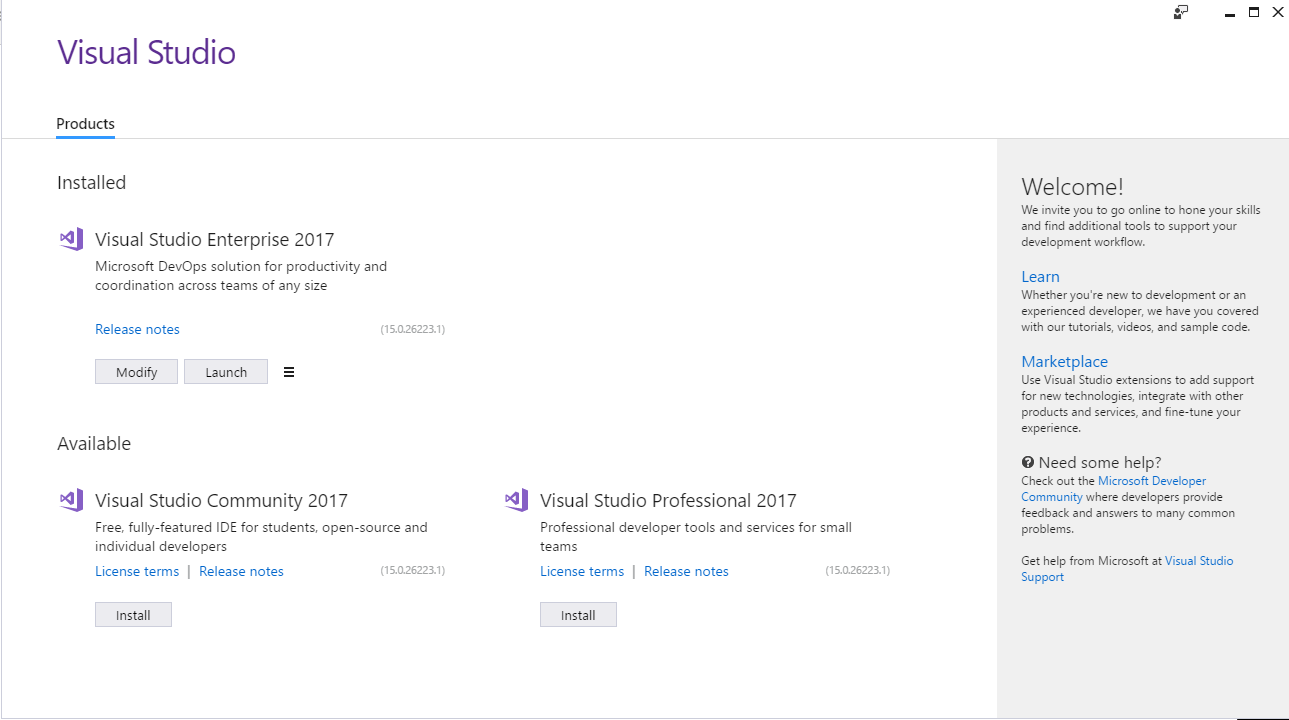 Visual Studio
Products
Installed
Visual Studio Enterprise 2017
Microsoft DevOps solution for productivity and
coordination across teams of any size
Release notes (15.0.26223.1)
Modify Launch
Available
Visual Studio Community 2017
Free, fully-featured IDE for students, open-source and
individual developers
License terms | Release notes (15.0.26223.1)
Install
Visual Studio Professional 2017
Professional developer tools and services for small
teams
License terms | Release notes (15.0.26223.1)
Install
Welcome!
We invite you to go online to hone your skills
and find additional tools to support your
development workflow.
Learn
Whether you're new to development or an
experienced developer, we have you covered
with our tutorials, videos, and sample code.
Marketplace
Use Visual Studio extensions to add support
for new technologies, integrate with other
products and services, and fine-tune your
experience.
Need some help?
Check out the Microsoft Developer
Community where developers provide
feedback and answers to many common
problems.
Get help from Microsoft at Visual Studio
Support